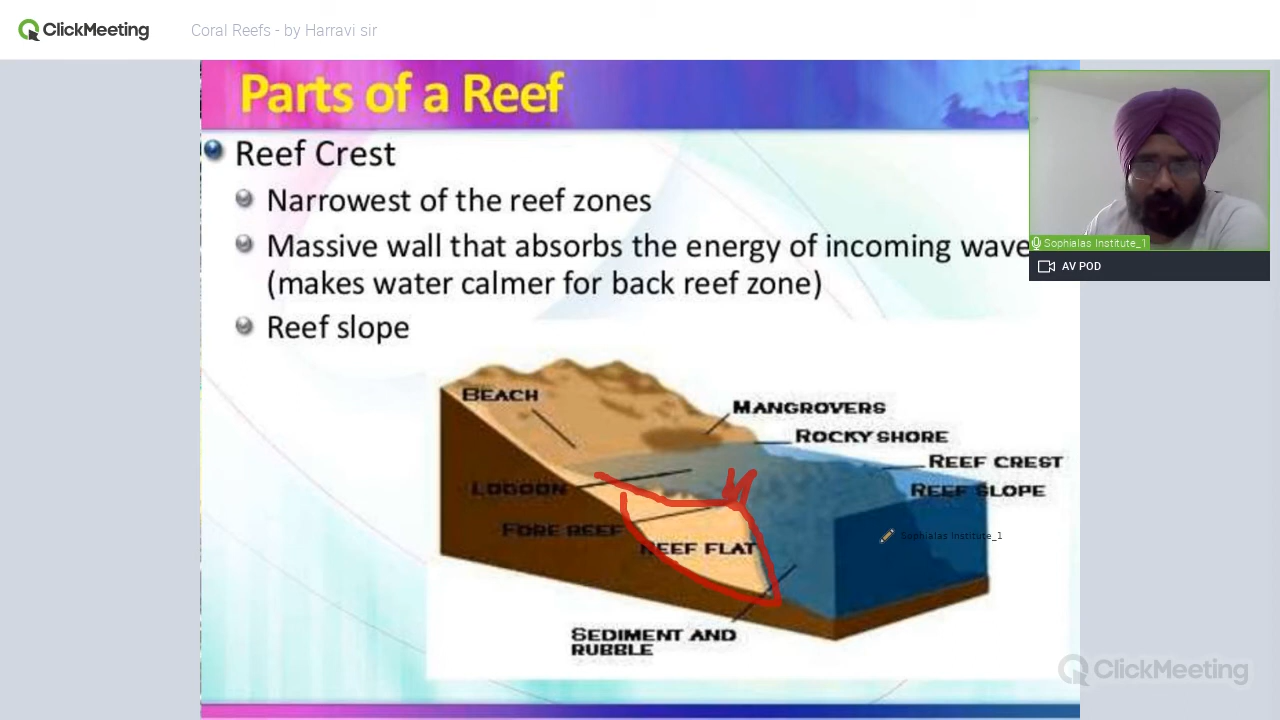 ClickMeeting
Coral Reefs - by Harravi sir
Parts of a Reef
Reef Crest
Narrowest of the reef zones
Massive wall that absorbs the energy of incoming wave
(makes water calmer for back reef zone)
Reef slope
Sophialas Institute_1
AV POD
BEACH
MANGROVERS
ROCKY SHORE
REEF CREST
LOGOON
REEF SLOPE
FORE REEF
Sophialas Institute_1
REEF FLAT
SEDIMENT AND
RUBBLE
ClickMeeting